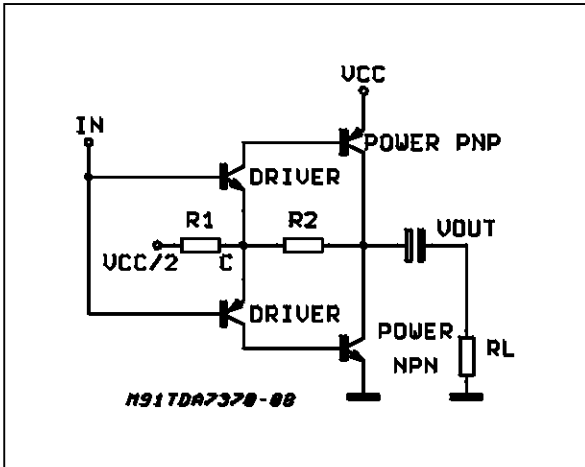 VCC
IN
POWER PNP
DRIVER
R1
R2
VOUT
VCC/2
C
DRIVER
POWER
NPN
RL
M91TDA7370-08